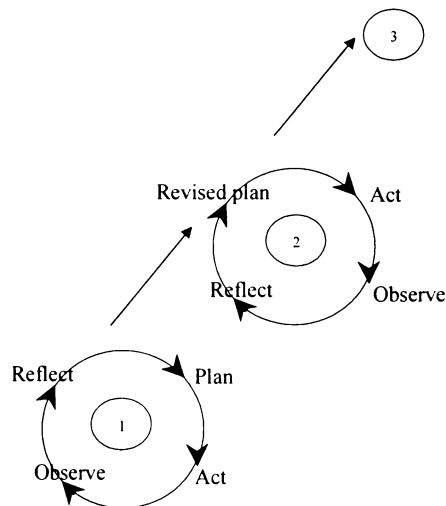 3
Revised plan
Act
2
Reflect
Observe
Reflect
Plan
1
Observe
Act